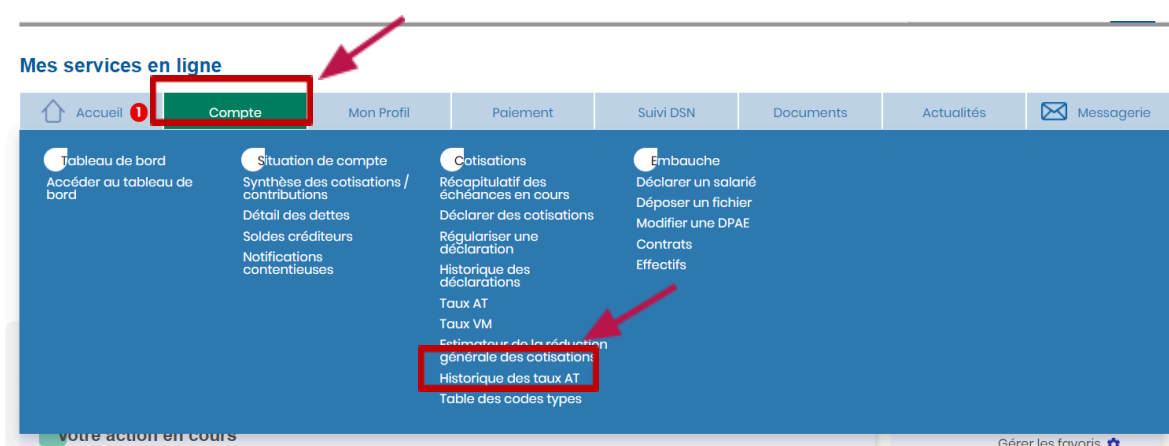 Mes services en ligne
Accueil 1
Compte
Mon Profil
Paiement
Suivi DSN
Documents
Actualités
Messagerie
Tableau de bord
Accéder au tableau de
bord
Situation de compte
Synthèse des cotisations /
contributions
Détail des dettes
Soldes créditeurs
Notifications
contentieuses
Cotisations
Récapitulatif des
échéances en cours
Déclarer des cotisations
Régulariser une
déclaration
Historique des
déclarations
Taux AT
Taux VM
Estimateur de la réduction
générale des cotisations
Historique des taux AT
Table des codes types
Embauche
Déclarer un salarié
Déposer un fichier
Modifier une DPAE
Contrats
Effectifs
Votre action en cours
Gérer les favoris